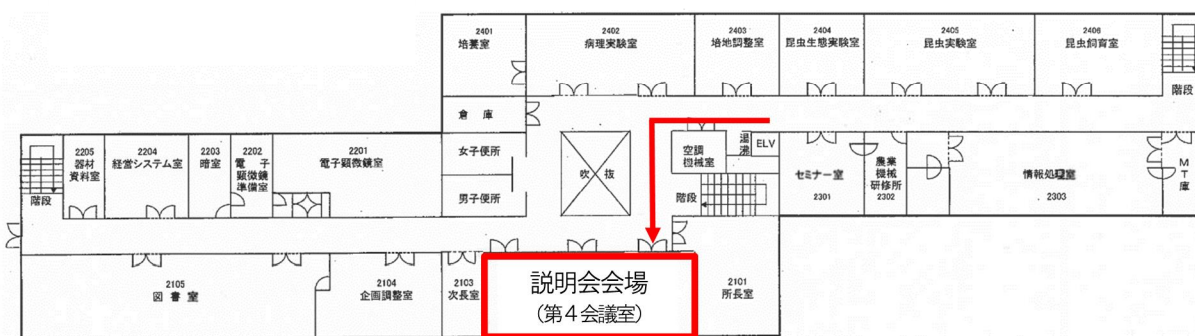 2401
培養室
2402
病理実験室
2403
培地調整室
2404
昆虫生態実験室
2405
昆虫実験室
2406
昆虫飼育室
階段
倉 庫
女子便所
男子便所
吹 抜
空調
機械室
湯
沸
ELV
階段
セミナー室
2301
農業
機械
研修所
2302
情報処理室
2303
M
T
庫
階段
2205
器材
資料室
2204
経営システム室
2203
暗室
2202
電 子
顕微鏡
準備室
2201
電子顕微鏡室
2105
図 書 室
2104
企画調整室
2103
次長室
説明会会場
(第４会議室)
2101
所長室